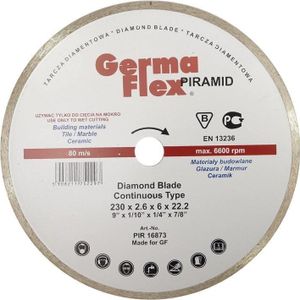 TARCZA DIAMENTOWA · DIAMOND BLADE · TARCZA DIAMENTOWA
Germa
Flex®
PIRAMID
UŻYWAĆ TYLKO DO CIĘCIA NA MOKRO
USE ONLY TO WET CUTTING
Building materials
Tile / Marble
Ceramic
80 m/s
B
EN 13236
max. 6600 rpm
Materiały budowlane
Glazura / Marmur
Ceramik
Diamond Blade
Continuous Type
230 x 2.6 x 6 x 22.2
9" x 1/10" x 1/4" x 7/8"
Art.-No.
PIR 16873
Made for GF